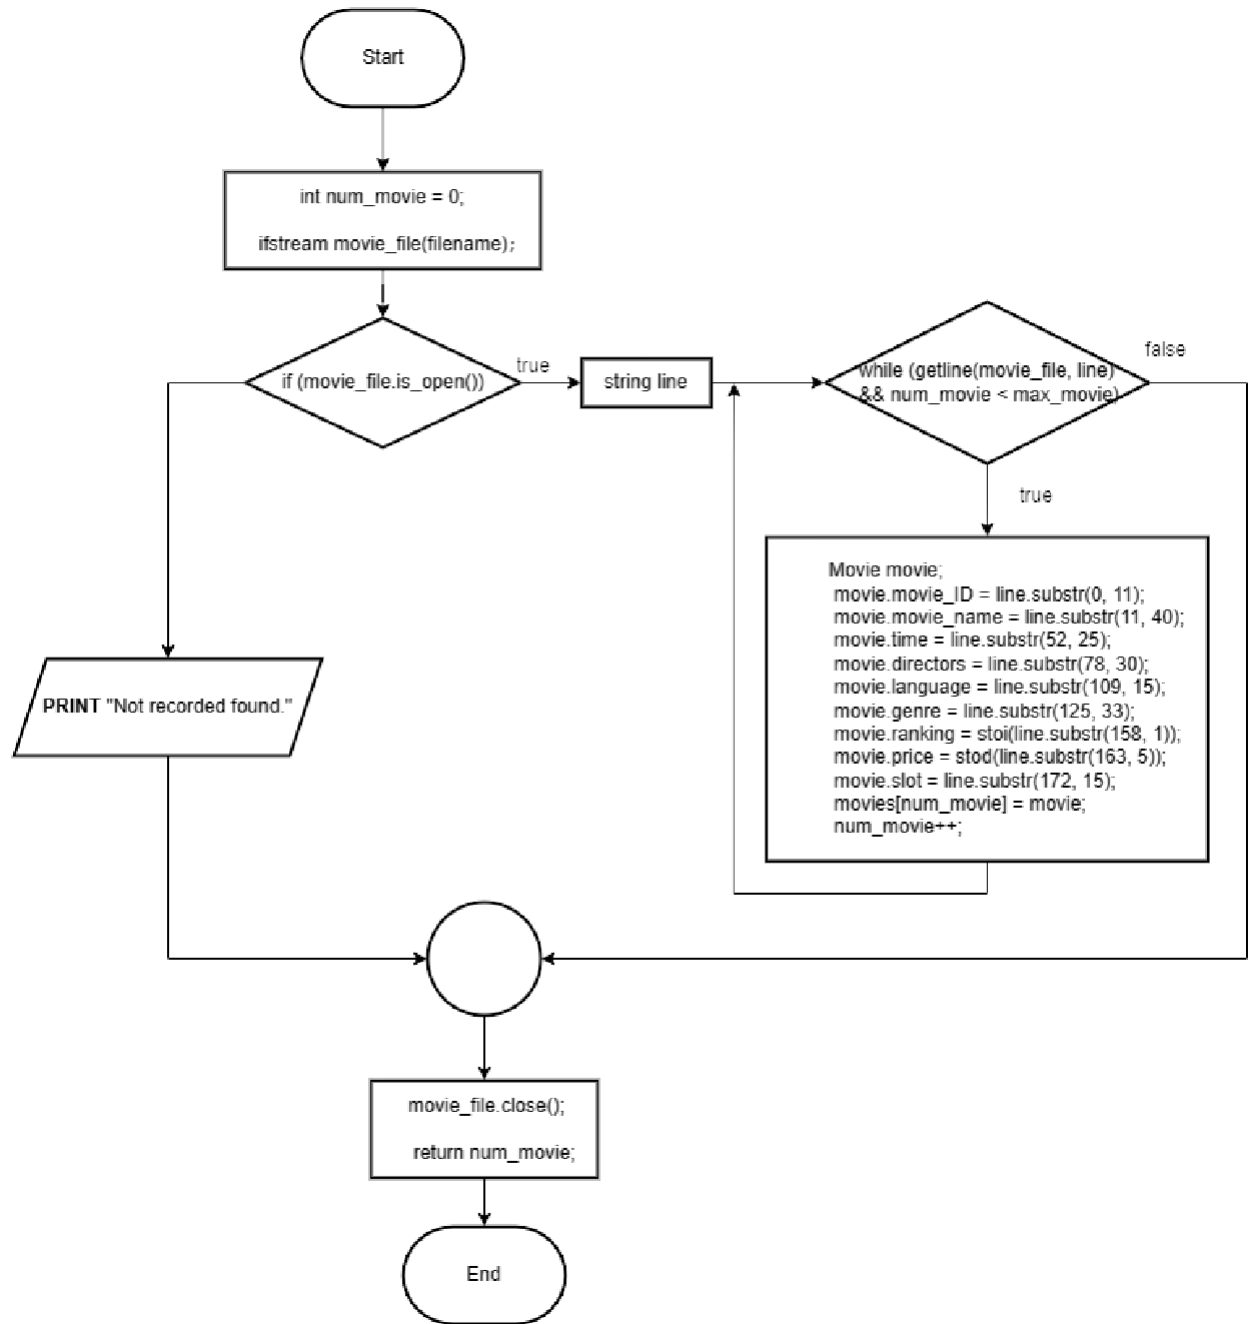 Start
int num_movie = 0;
ifstream movie_file(filename);
if (movie_file.is_open())
true
string line
while (getline(movie_file, line)
&& num_movie < max_movie)
false
true
Movie movie;
movie.movie_ID = line.substr(0, 11);
movie.movie_name = line.substr(11, 40);
movie.time = line.substr(52, 25);
movie.directors = line.substr(78, 30);
movie.language = line.substr(109, 15);
movie.genre = line.substr(125, 33);
movie.ranking = stoi(line.substr(158, 1));
movie.price = stod(line.substr(163, 5));
movie.slot = line.substr(172, 15);
movies[num_movie] = movie;
num_movie++;
PRINT "Not recorded found."
movie_file.close();
return num_movie;
End